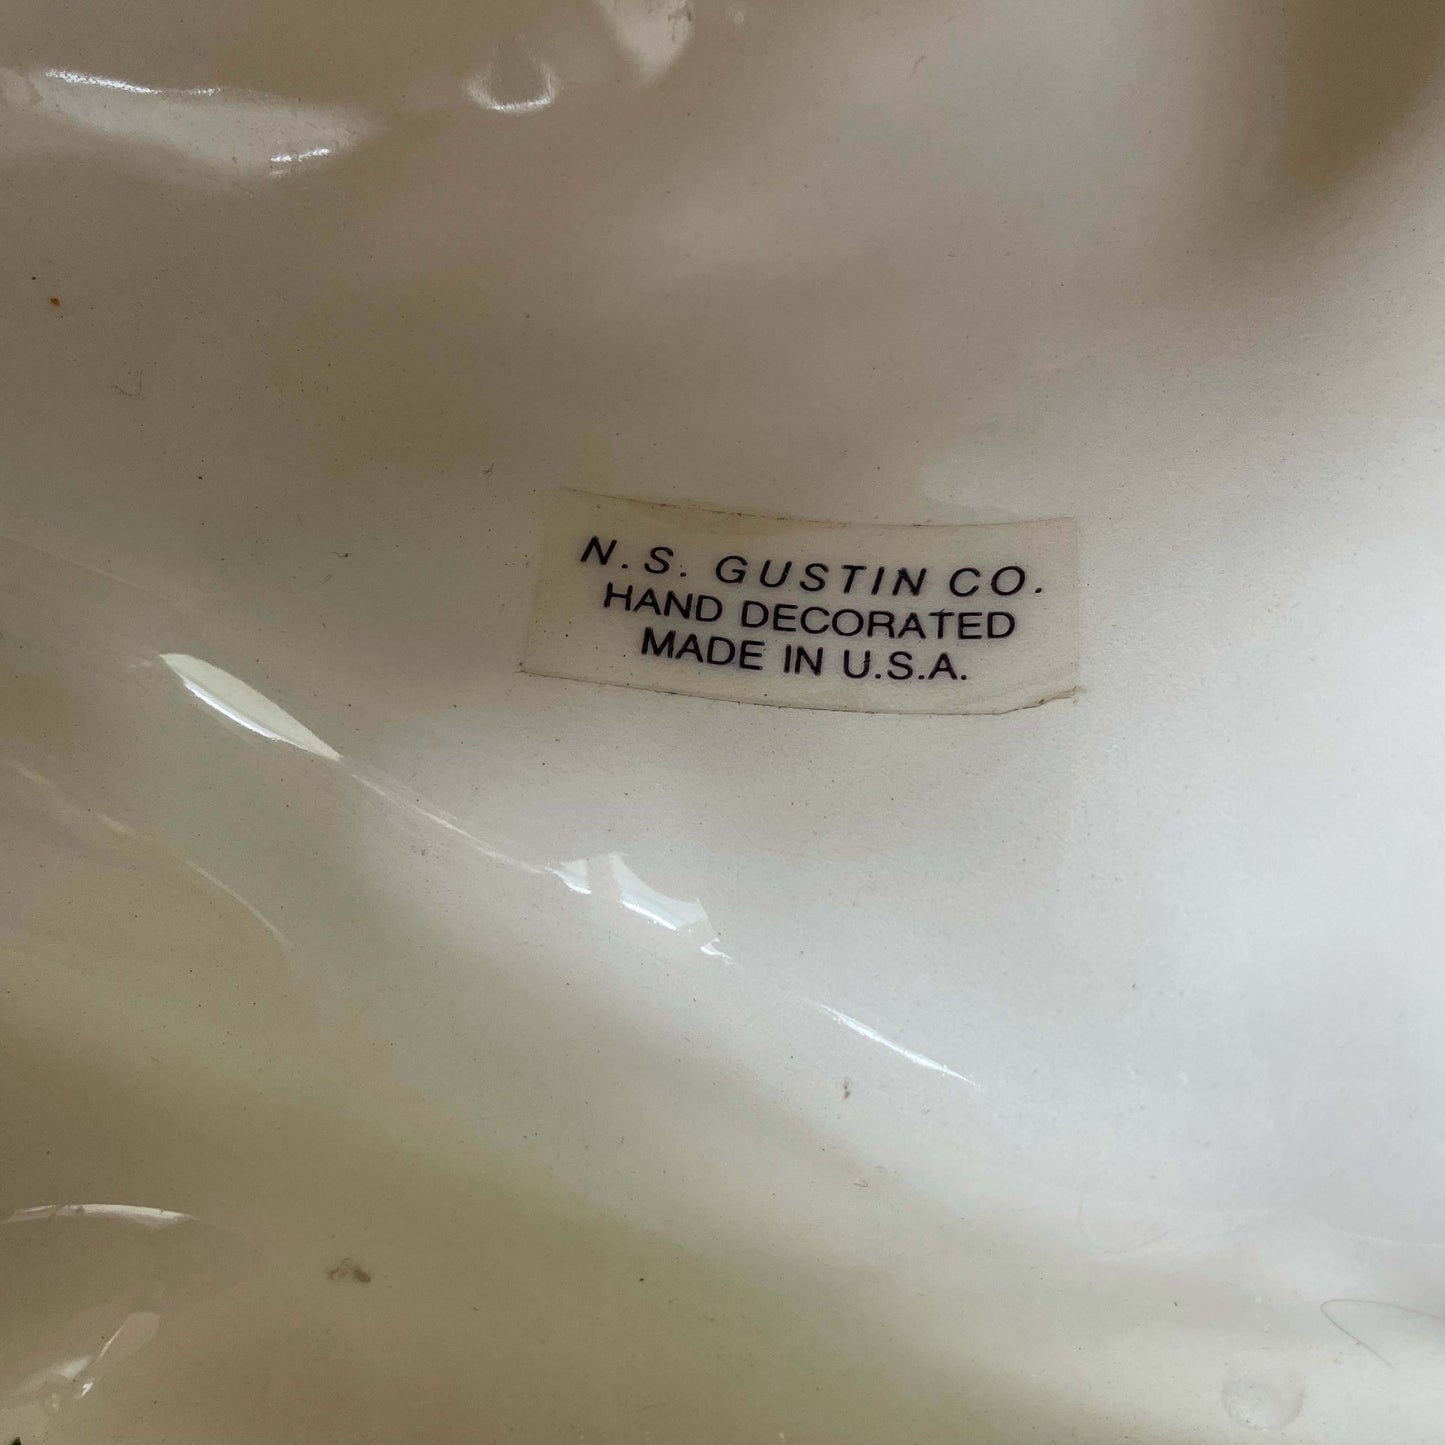 N. S. GUSTIN CO.
HAND DECORATED
MADE IN U.S.A.